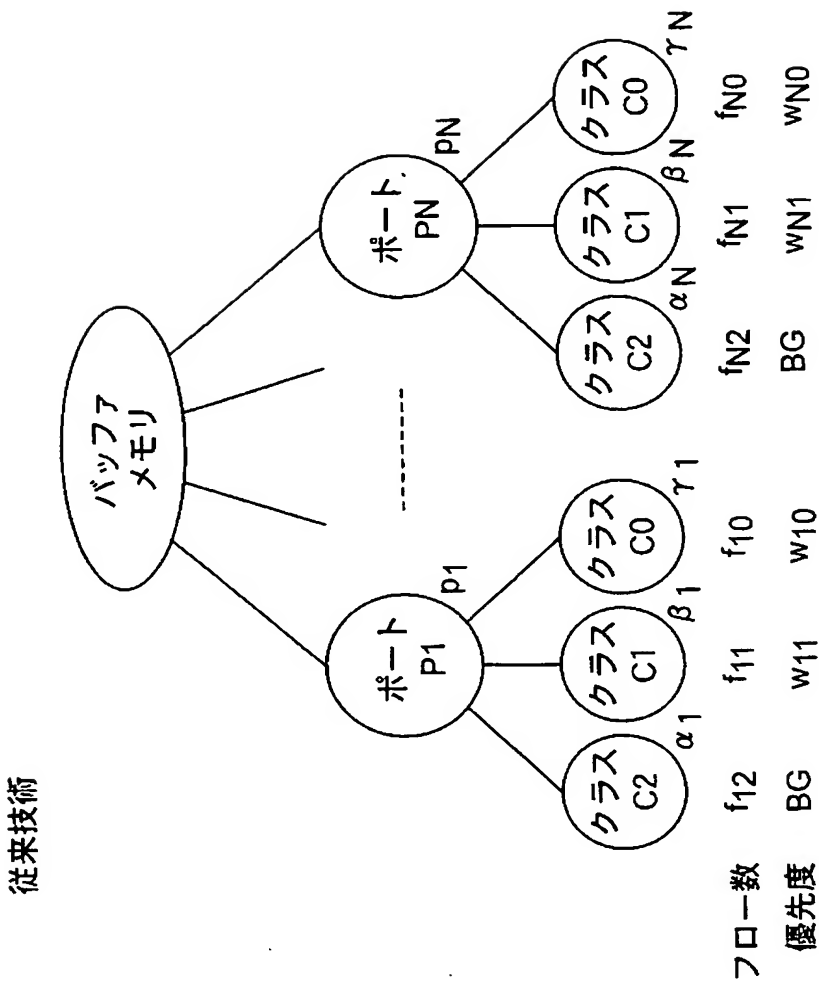 従来技術
バッファ
メモリ
ポート
P1
p1
ポート
PN
pN
クラス
C2
α1
クラス
C1
β1
クラス
C0
γ1
クラス
C2
αN
クラス
C1
βN
クラス
C0
γN
フロー数 f12 f11 f10 fN2 fN1 fN0
優先度 BG w11 w10 BG wN1 wN0